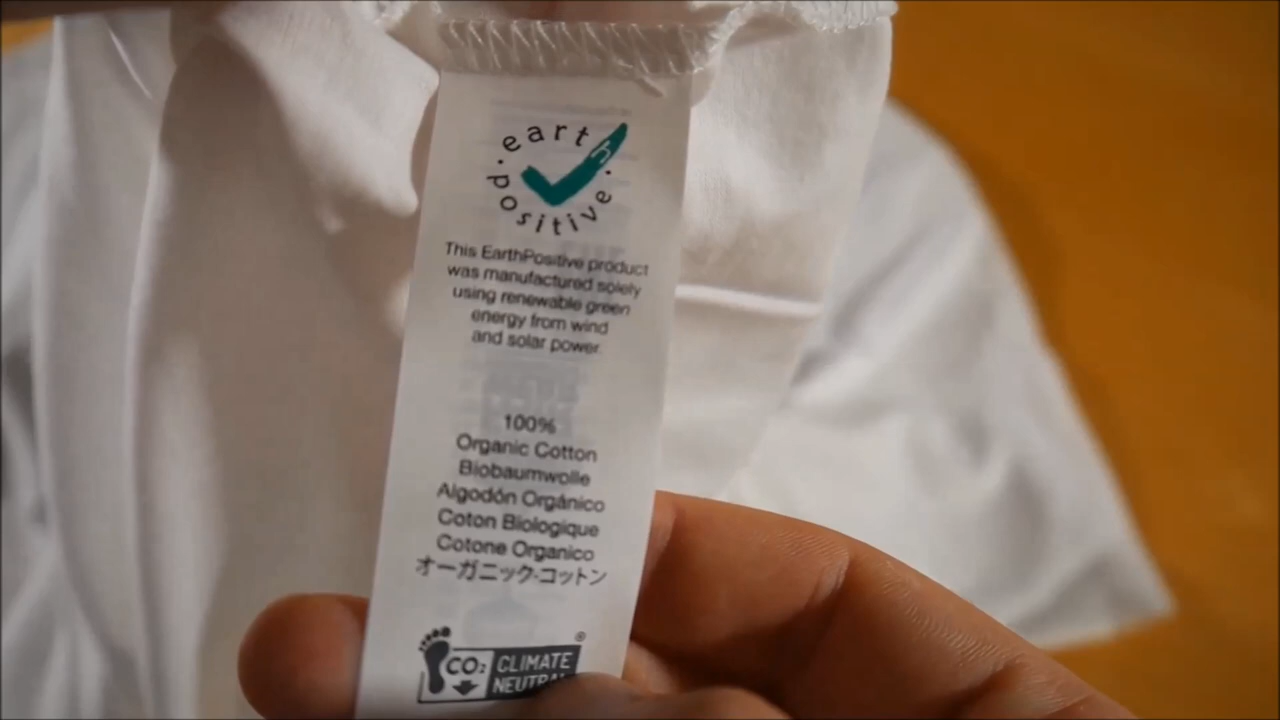 eart
positive
This EarthPositive product
was manufactured solely
using renewable green
energy from wind
and solar power.
100%
Organic Cotton
Biobaumwolle
Algodón Orgánico
Coton Biologique
Cotone Organico
オーガニック·コットン
CO₂ CLIMATE
NEUTRAL
®